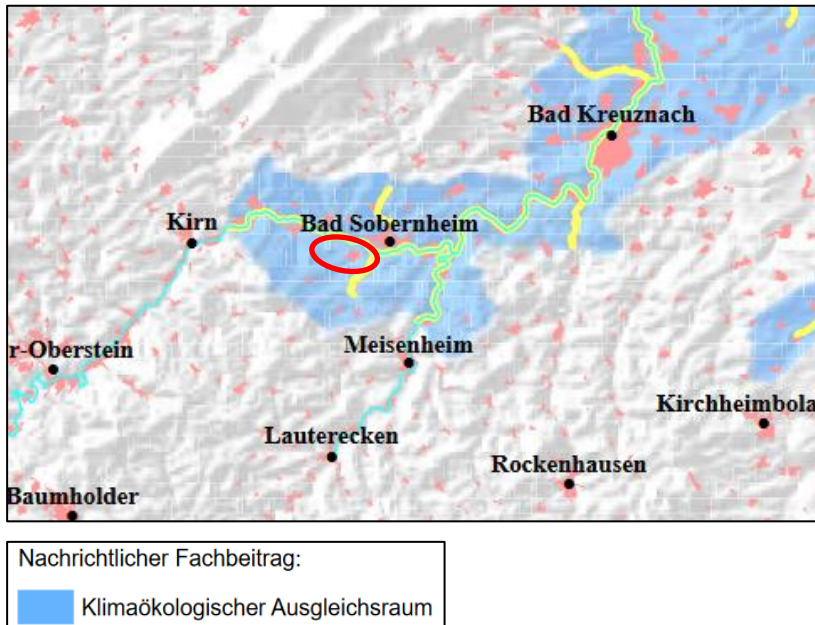 Bad Kreuznach
Kirn
Bad Sobernheim
r-Oberstein
Meisenheim
Kirchheimbola
Lauterecken
Rockenhausen
Baumholder
Nachrichtlicher Fachbeitrag:
Klimaökologischer Ausgleichsraum